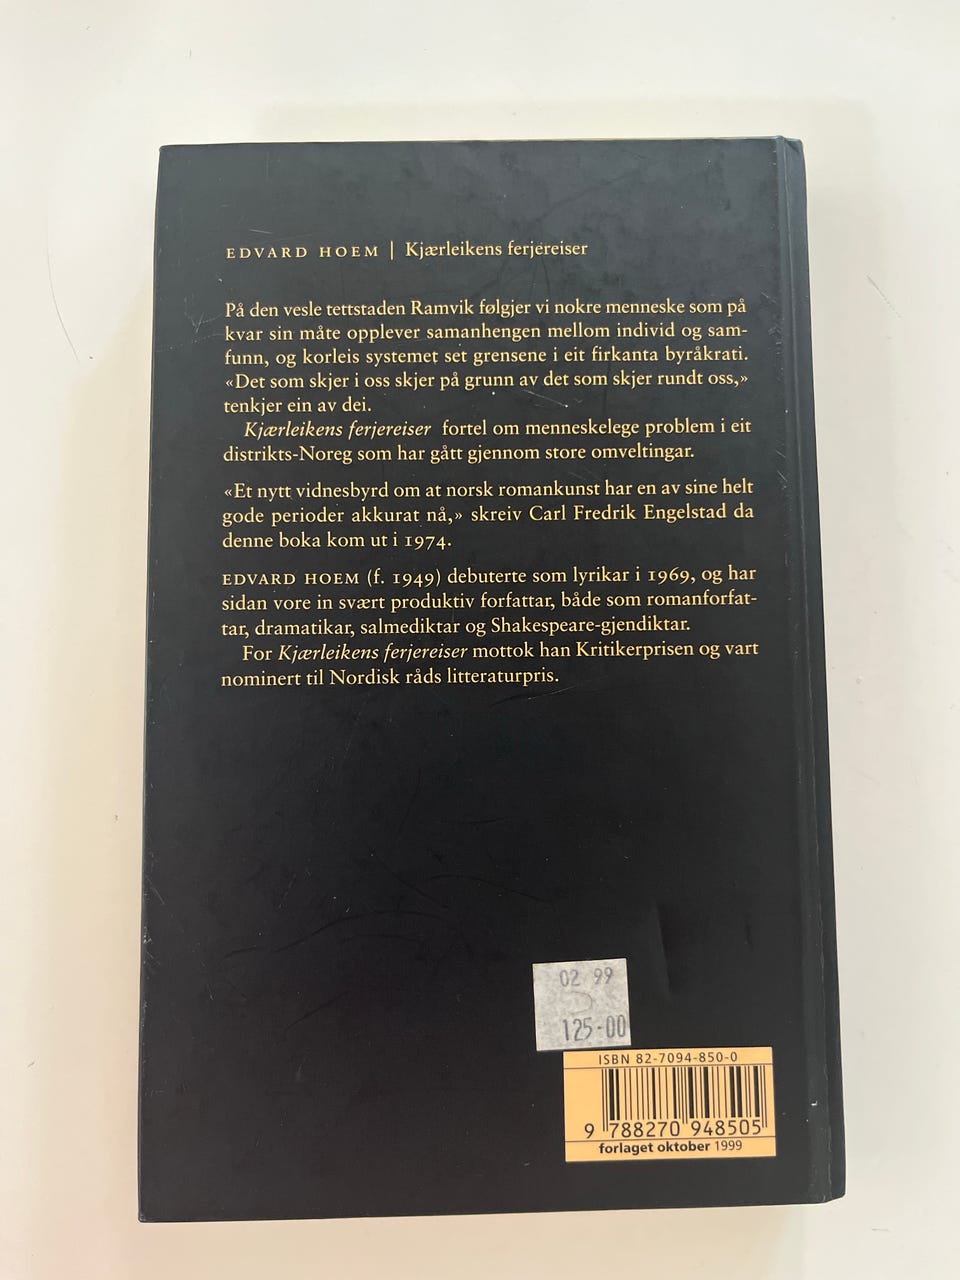 EDVARD HOEM | Kjærleikens ferjereiser
På den vesle tettstaden Ramvik følgjer vi nokre menneske som på
kvar sin måte opplever samanhengen mellom individ og sam-
funn, og korleis systemet set grensene i eit firkanta byråkrati.
«Det som skjer i oss skjer på grunn av det som skjer rundt oss,»
tenkjer ein av dei.
Kjærleikens ferjereiser fortel om menneskelege problem i eit
distrikts-Noreg som har gått gjennom store omveltingar.
«Et nytt vidnesbyrd om at norsk romankunst har en av sine helt
gode perioder akkurat nå,» skreiv Carl Fredrik Engelstad da
denne boka kom ut i 1974.
EDVARD HOEM (f. 1949) debuterte som lyrikar i 1969, og har
sidan vore in svært produktiv forfattar, både som romanforfat-
tar, dramatikar, salmediktar og Shakespeare-gjendiktar.
For Kjærleikens ferjereiser mottok han Kritikerprisen og vart
nominert til Nordisk råds litteraturpris.
02 99
125-00
ISBN 82-7094-850-0
9 788270 948505
forlaget oktober 1999